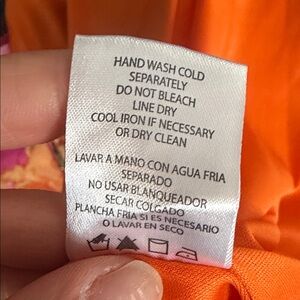 HAND WASH COLD
SEPARATELY
DO NOT BLEACH
LINE DRY
COOL IRON IF NECESSARY
OR DRY CLEAN
LAVAR A MANO CON AGUA FRIA
SEPARADO
NO USAR BLANQUEADOR
SECAR COLGADO
PLANCHA FRIA SI ES NECESARIO
O LAVAR EN SECO